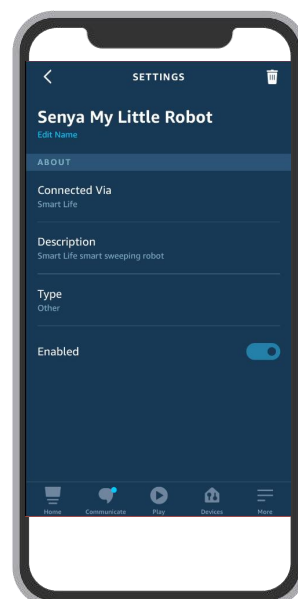 SETTINGS
Senya My Little Robot
Edit Name
ABOUT
Connected Via
Smart Life
Description
Smart Life smart sweeping robot
Type
Other
Enabled
Home Communicate Play Devices More